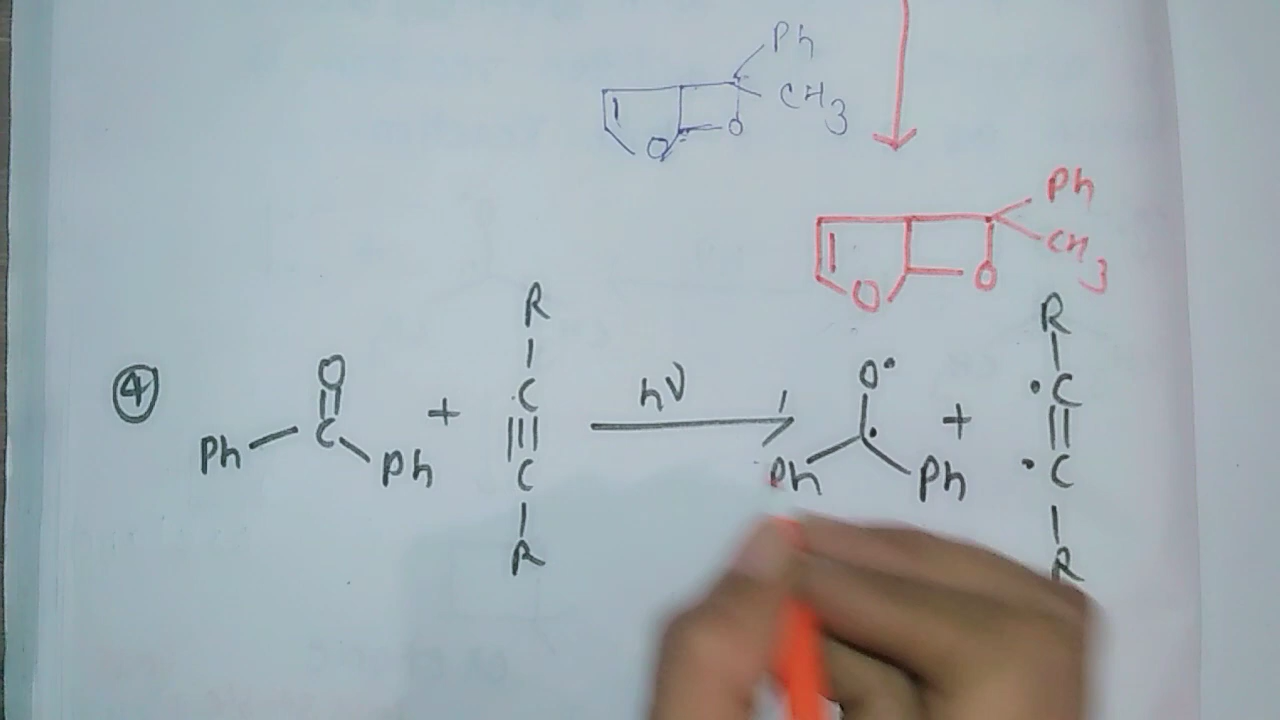 Ph
CH3
O O
Ph
CH3
O O
④ Ph C O Ph + R C C R hν O• C• Ph Ph + R •C •C R